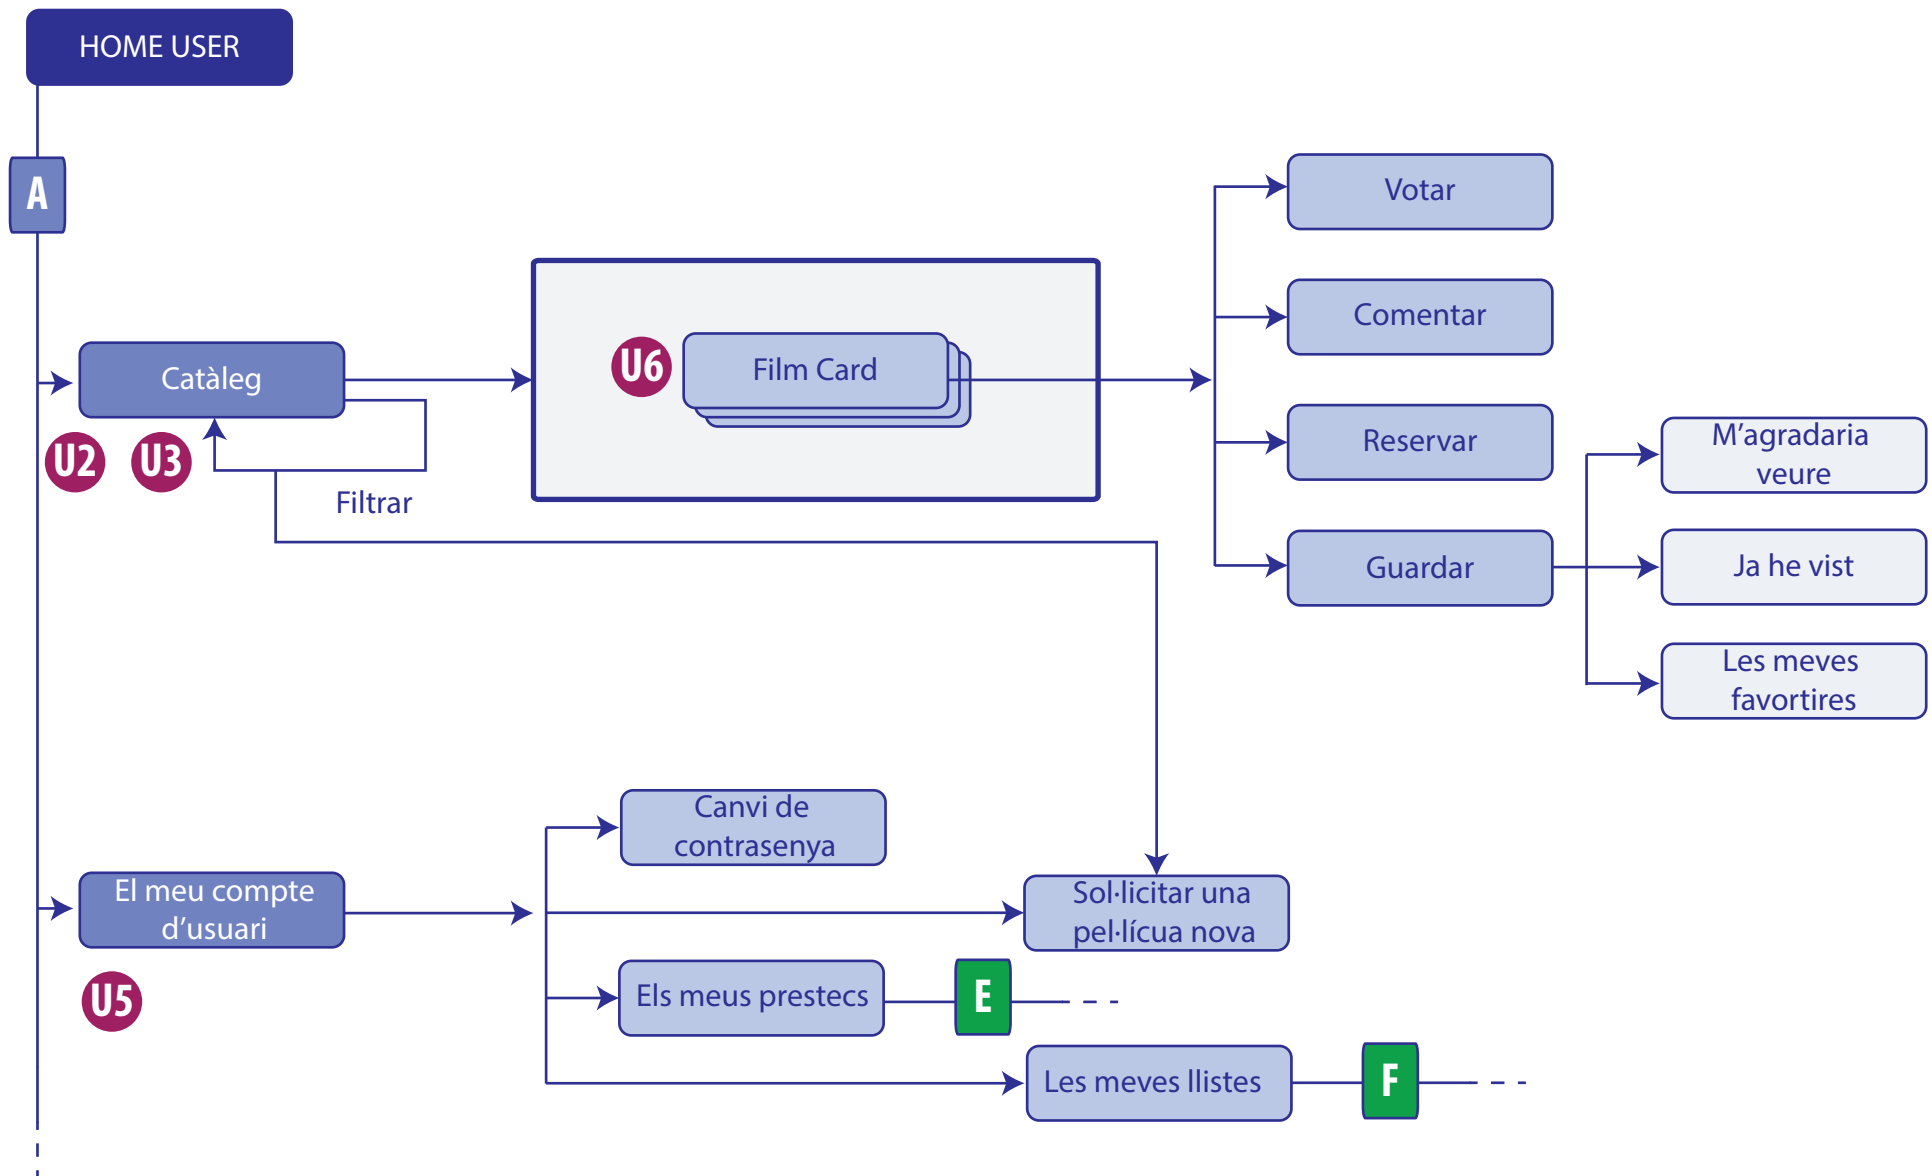 HOME USER
A
Votar
Comentar
U6
Film Card
Catàleg
Reservar
M'agradaria
veure
U2
U3
Filtrar
Guardar
Ja he vist
Les meves
favortires
Canvi de
contrasenya
El meu compte
d'usuari
Sol·licitar una
pel·lícua nova
U5
Els meus prestecs
E
Les meves llistes
F